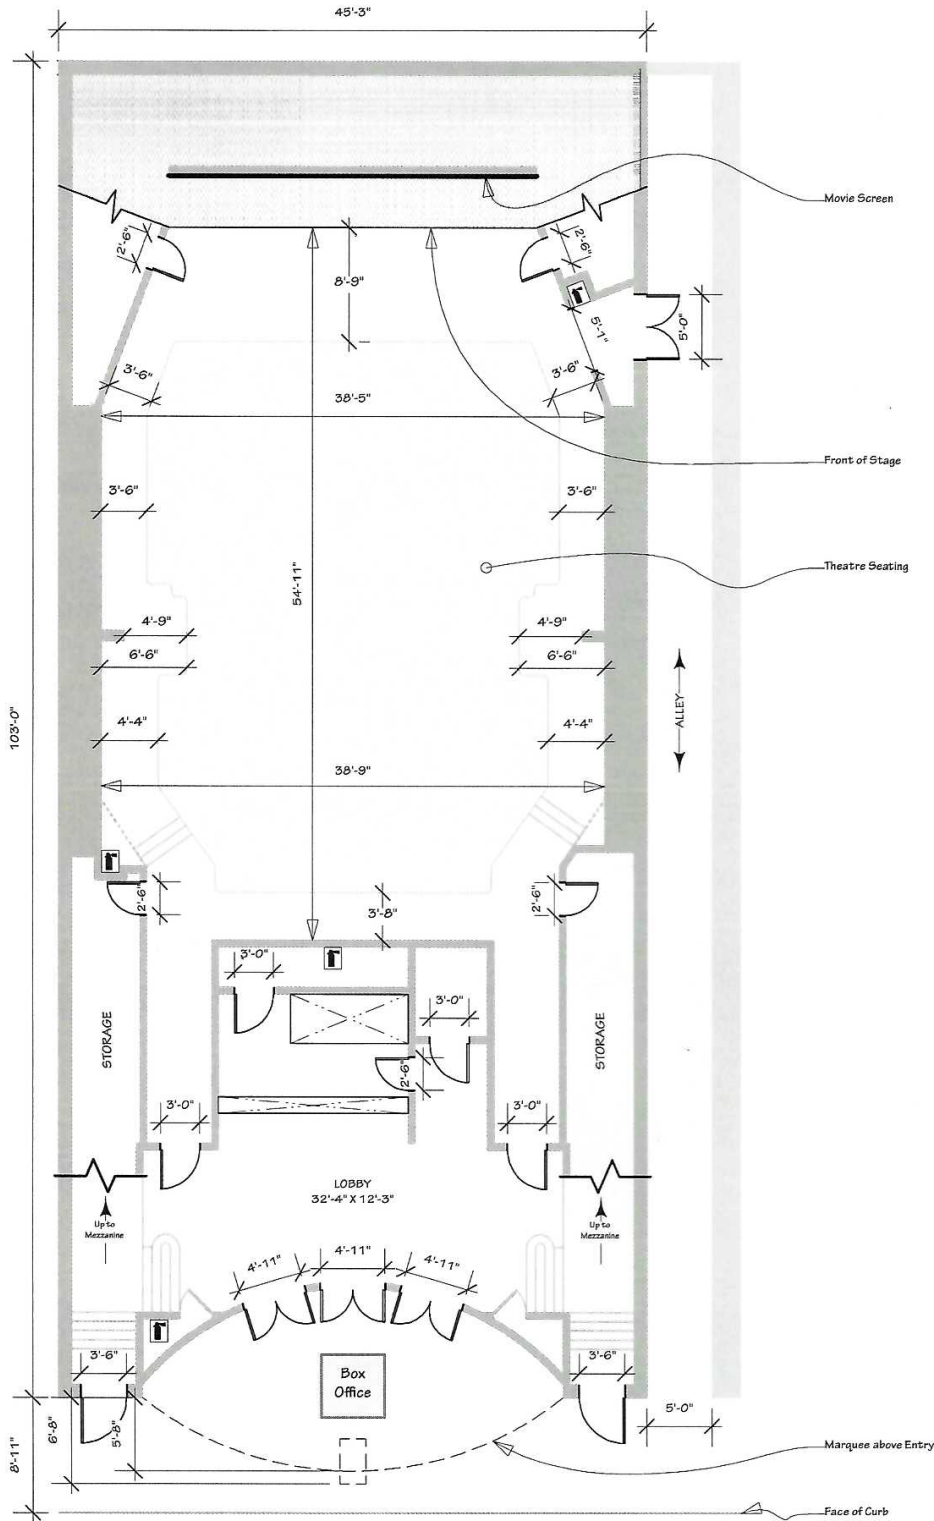 45'-3"
Movie Screen
2'-6"
2'-6"
8'-9"
5'-1"
5'-0"
3'-6"
3'-6"
38'-5"
Front of Stage
3'-6"
3'-6"
54'-11"
Theatre Seating
4'-9"
4'-9"
6'-6"
6'-6"
103'-0"
ALLEY
4'-4"
4'-4"
38'-9"
2'-6"
2'-6"
3'-8"
3'-0"
3'-0"
STORAGE
STORAGE
2'-6"
3'-0"
3'-0"
LOBBY
32'-4" X 12'-3"
Up to
Mezzanine
Up to
Mezzanine
4'-11"
4'-11"
4'-11"
3'-6"
3'-6"
Box
Office
5'-0"
6'-8"
5'-8"
8'-11"
Marquee above Entry
Face of Curb